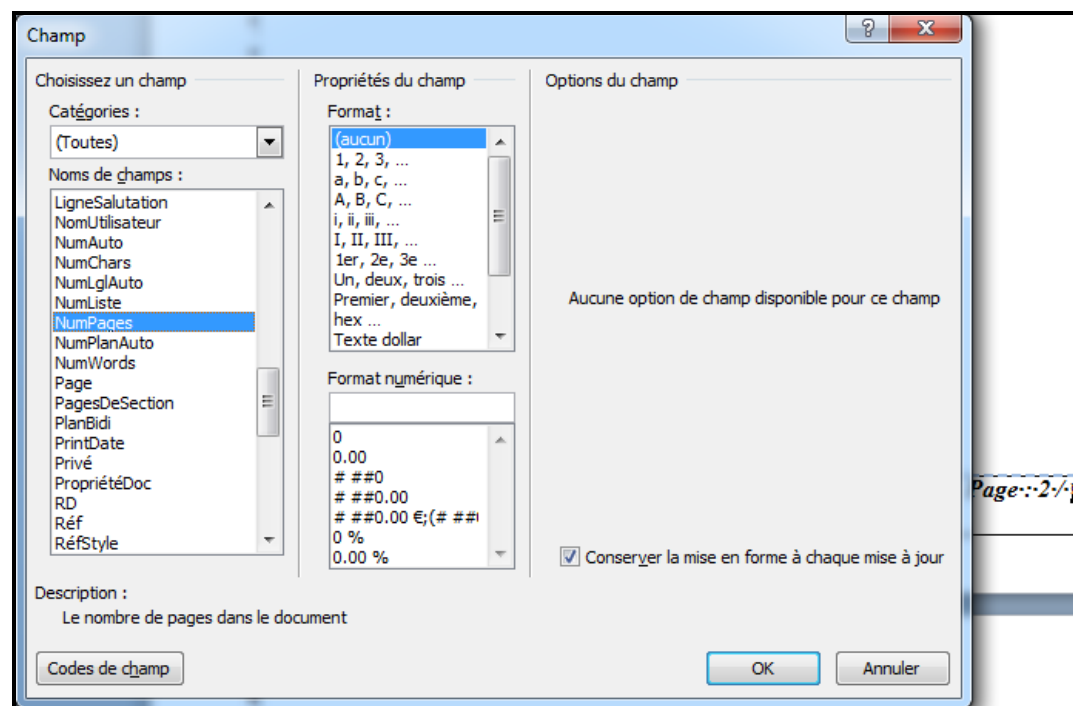 Champ
Choisissez un champ
Catégories :
(Toutes)
Noms de champs :
LigneSalutation
NomUtilisateur
NumAuto
NumChars
NumLglAuto
NumListe
NumPages
NumPlanAuto
NumWords
Page
PagesDeSection
PlanBidi
PrintDate
Privé
PropriétéDoc
RD
Réf
RéfStyle
Propriétés du champ
Format :
(aucun)
1, 2, 3, ...
a, b, c, ...
A, B, C, ...
i, ii, iii, ...
I, II, III, ...
1er, 2e, 3e ...
Un, deux, trois ...
Premier, deuxième,
hex ...
Texte dollar
Format numérique :
0
0.00
# ##0
# ##0.00
# ##0.00 €;(# ##
0 %
0.00 %
Options du champ
Aucune option de champ disponible pour ce champ
Conserver la mise en forme à chaque mise à jour
Page·:·2·/·
Description :
Le nombre de pages dans le document
Codes de champ
OK
Annuler